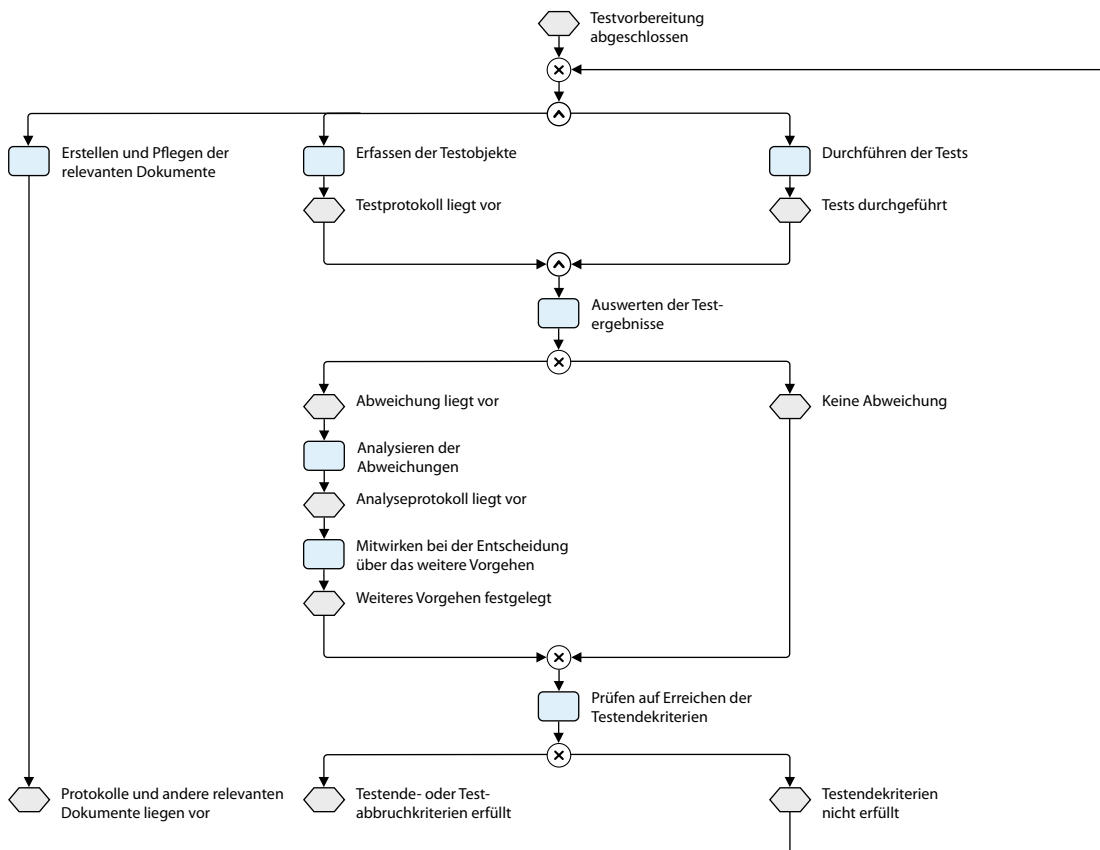 Testvorbereitung
abgeschlossen
Erstellen und Pflegen der
relevanten Dokumente
Erfassen der Testobjekte
Durchführen der Tests
Testprotokoll liegt vor
Tests durchgeführt
Auswerten der Test-
ergebnisse
Abweichung liegt vor
Keine Abweichung
Analysieren der
Abweichungen
Analyseprotokoll liegt vor
Mitwirken bei der Entscheidung
über das weitere Vorgehen
Weiteres Vorgehen festgelegt
Prüfen auf Erreichen der
Testendekriterien
Protokolle und andere relevanten
Dokumente liegen vor
Testende- oder Test-
abbruchkriterien erfüllt
Testendekriterien
nicht erfüllt